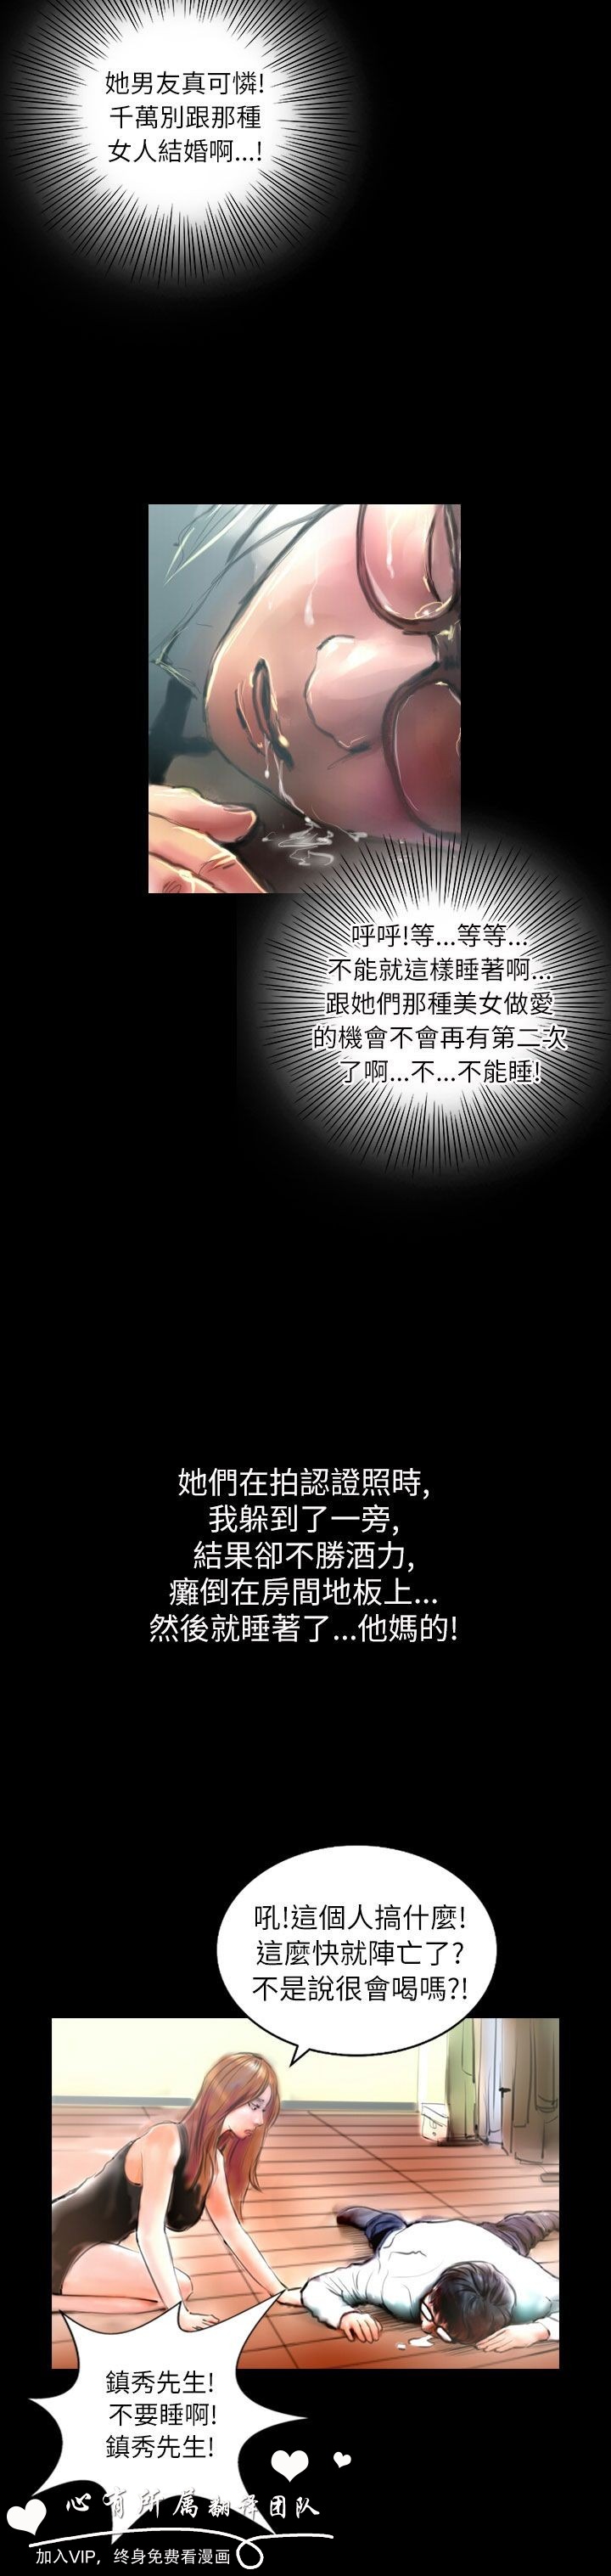 她男友真可憐!
千萬別跟那種
女人結婚啊...!
呼呼!等...等等...
不能就這樣睡著啊...
跟她們那種美女做愛
的機會不會再有第二次
了啊...不...不能睡!
她們在拍認證照時,
我躲到了一旁,
結果卻不勝酒力,
癱倒在房間地板上...
然後就睡著了...他媽的!
吼!這個人搞什麼!
這麼快就陣亡了?
不是說很會喝嗎?!
鎮秀先生!
不要睡啊!
鎮秀先生!
心有所属翻译团队
加入VIP，终身免费看漫画